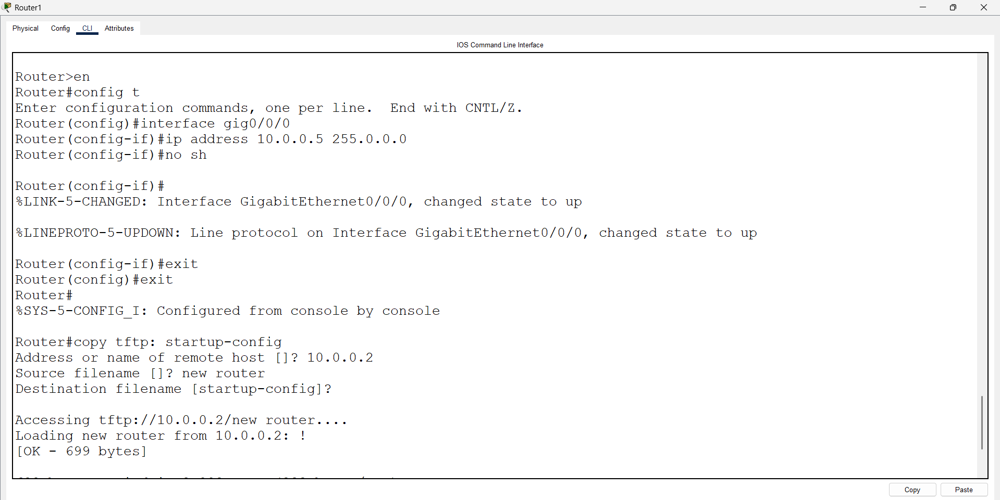 Router1
Physical Config CLI Attributes
IOS Command Line Interface
Router>en
Router#config t
Enter configuration commands, one per line.  End with CNTL/Z.
Router(config)#interface gig0/0/0
Router(config-if)#ip address 10.0.0.5 255.0.0.0
Router(config-if)#no sh
Router(config-if)#
%LINK-5-CHANGED: Interface GigabitEthernet0/0/0, changed state to up
%LINEPROTO-5-UPDOWN: Line protocol on Interface GigabitEthernet0/0/0, changed state to up
Router(config-if)#exit
Router(config)#exit
Router#
%SYS-5-CONFIG_I: Configured from console by console
Router#copy tftp: startup-config
Address or name of remote host []? 10.0.0.2
Source filename []? new router
Destination filename [startup-config]?
Accessing tftp://10.0.0.2/new router....
Loading new router from 10.0.0.2: !
[OK - 699 bytes]
Copy Paste